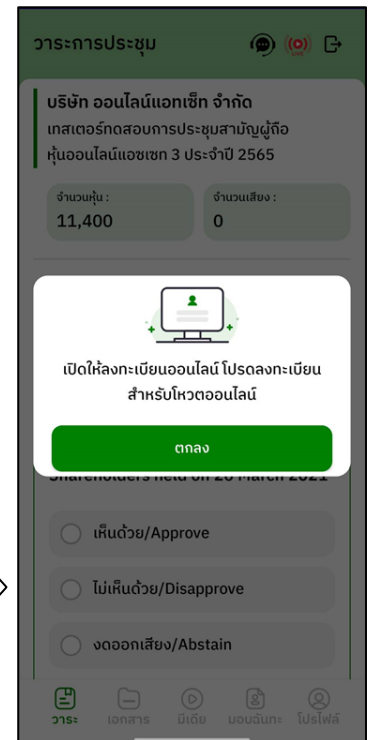 วาระการประชุม
LIVE
บริษัท ออนไลน์แอทเซ็ท จำกัด
เทสเตอร์ทดสอบการประชุมสามัญผู้ถือ
หุ้นออนไลน์แอซเซท 3 ประจำปี 2565
จำนวนหุ้น :
11,400
จำนวนเสียง :
0
เปิดให้ลงทะเบียนออนไลน์ โปรดลงทะเบียน
สำหรับโหวตออนไลน์
ตกลง
Shareholders held on 20 March 2021
เห็นด้วย/Approve
ไม่เห็นด้วย/Disapprove
งดออกเสียง/Abstain
วาระ
เอกสาร
มีเดีย
มอบฉันทะ
โปรไฟล์